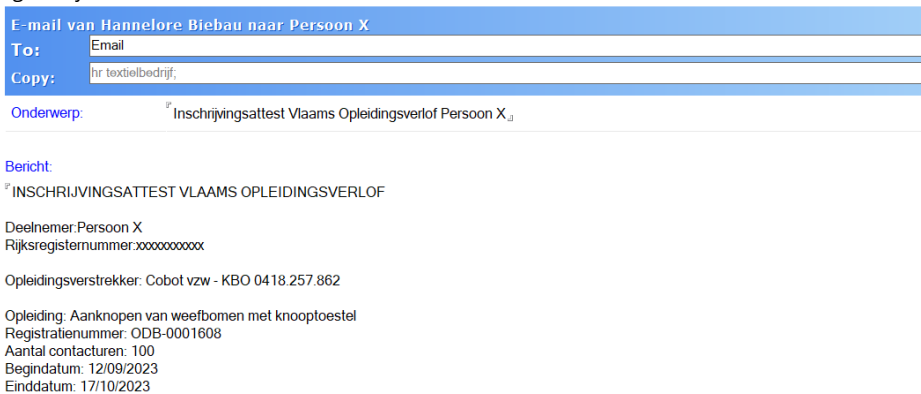 E-mail van Hannelore Biebau naar Persoon X
To: Email
Copy: hr textielbedrijf;
Onderwerp: Inschrijvingsattest Vlaams Opleidingsverlof Persoon X
Bericht:
INSCHRIJVINGSATTEST VLAAMS OPLEIDINGSVERLOF
Deelnemer:Persoon X
Rijksregisternummer:xxxxxxxxxxx
Opleidingsverstrekker: Cobot vzw - KBO 0418.257.862
Opleiding: Aanknopen van weefbomen met knooptoestel
Registratienummer: ODB-0001608
Aantal contacturen: 100
Begindatum: 12/09/2023
Einddatum: 17/10/2023